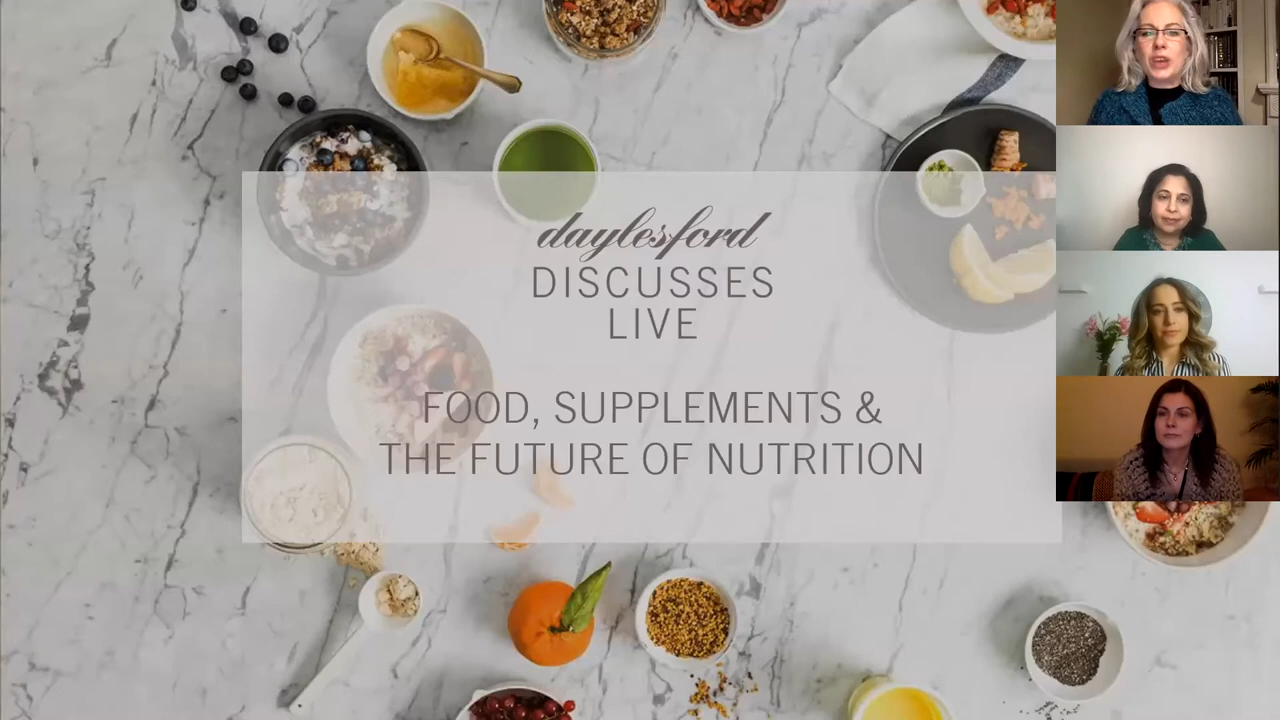 daylesford
DISCUSSES
LIVE
FOOD, SUPPLEMENTS &
THE FUTURE OF NUTRITION